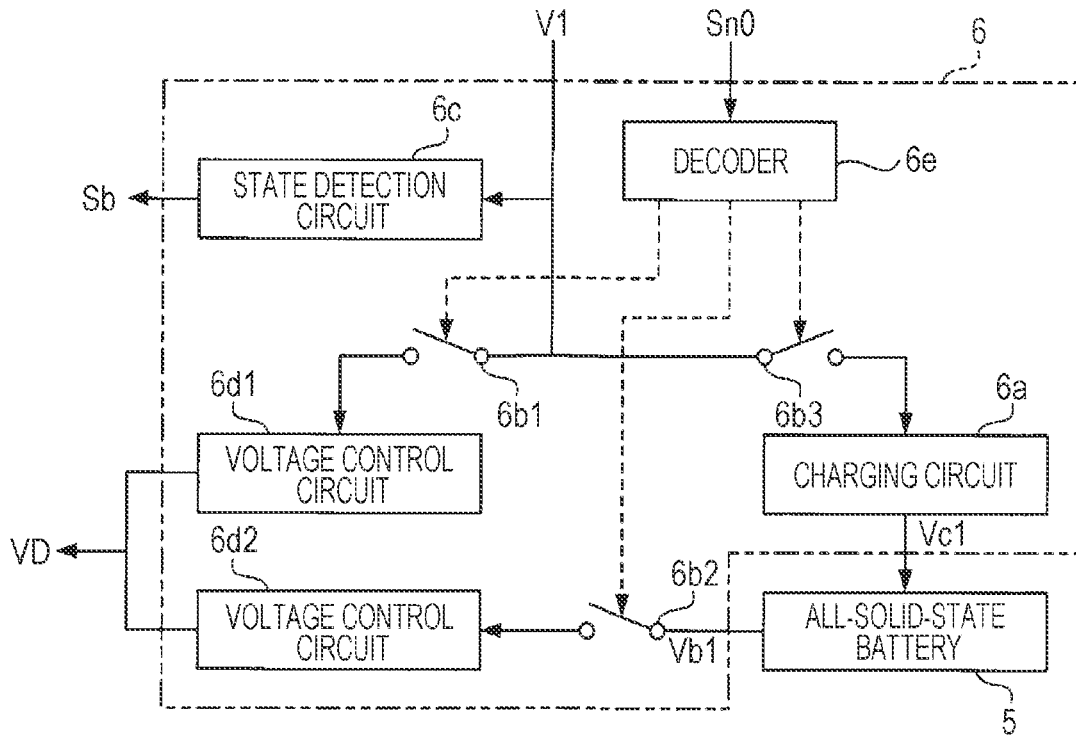 V1
Sn0
6
6c
STATE DETECTION
CIRCUIT
Sb
DECODER
6e
6b1
6b3
6d1
6a
VOLTAGE CONTROL
CIRCUIT
CHARGING CIRCUIT
VD
Vc1
6d2
6b2
VOLTAGE CONTROL
CIRCUIT
Vb1
ALL-SOLID-STATE
BATTERY
5